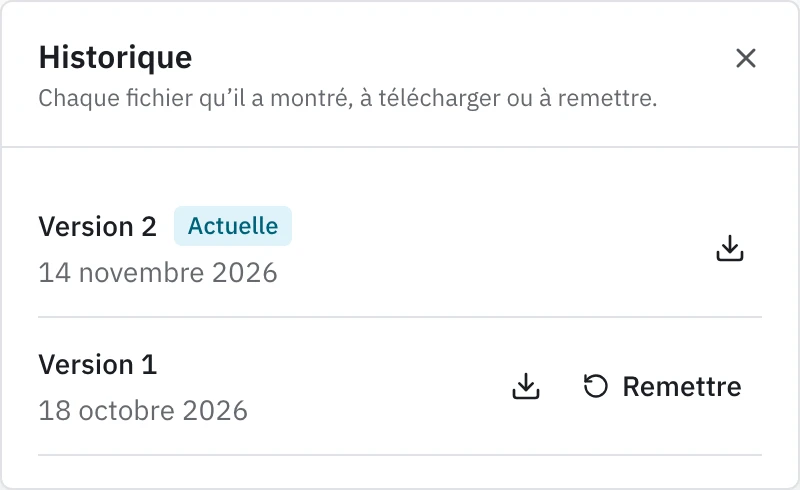 Historique
Chaque fichier qu’il a montré, à télécharger ou à remettre.
Version 2 Actuelle
14 novembre 2026
Version 1
18 octobre 2026
Remettre